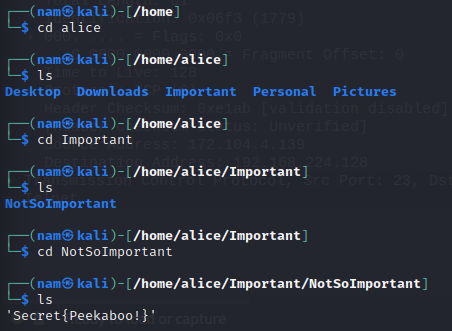 ┌──(nam㉿kali)-[/home]
└─$ cd alice
┌──(nam㉿kali)-[/home/alice]
└─$ ls
Desktop Downloads Important Personal Pictures
┌──(nam㉿kali)-[/home/alice]
└─$ cd Important
┌──(nam㉿kali)-[/home/alice/Important]
└─$ ls
NotSoImportant
┌──(nam㉿kali)-[/home/alice/Important]
└─$ cd NotSoImportant
┌──(nam㉿kali)-[/home/alice/Important/NotSoImportant]
└─$ ls
'Secret{Peekaboo!}'